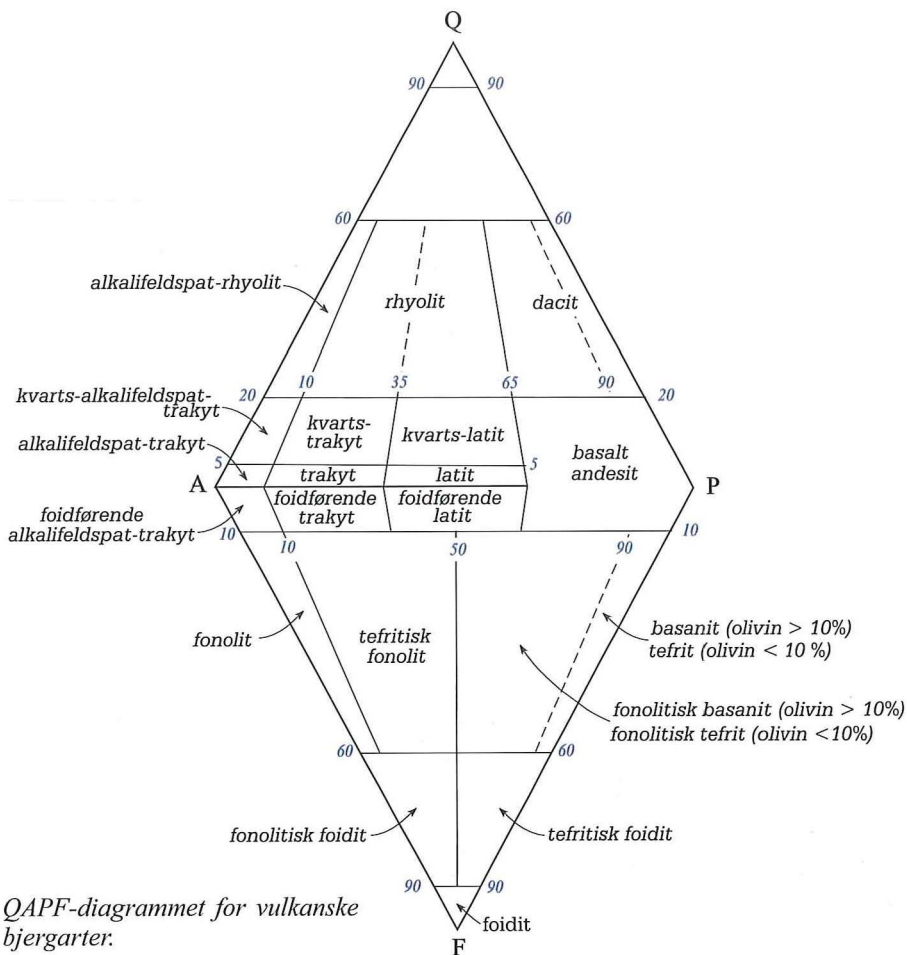 Q
90 90
60 60
alkalifeldspat-rhyolit
rhyolit
dacit
20 10 35 65 90 20
kvarts-alkalifeldspat-
trakyt
kvarts-
trakyt
kvarts-latit
basalt
andesit
alkalifeldspat-trakyt
5 5
trakyt
latit
A P
foidførende
alkalifeldspat-trakyt
foidførende
trakyt
foidførende
latit
10 10 50 90 10
fonolit
tefritisk
fonolit
basanit (olivin > 10%)
tefrit (olivin < 10 %)
fonolitisk basanit (olivin > 10%)
fonolitisk tefrit (olivin <10%)
60 60
fonolitisk foidit
tefritisk foidit
90 90
foidit
F
QAPF-diagrammet for vulkanske
bjergarter.